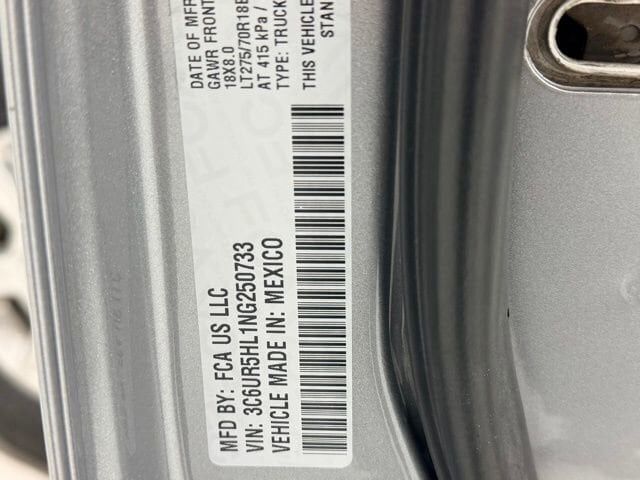 MFD BY: FCA US LLC
VIN: 3C6UR5HL1NG250733
VEHICLE MADE IN: MEXICO
DATE OF MFR
GAWR FRONT
18X8.0
LT275/70R18E
AT 415 kPa /
TYPE: TRUCK
THIS VEHICLE
STAN